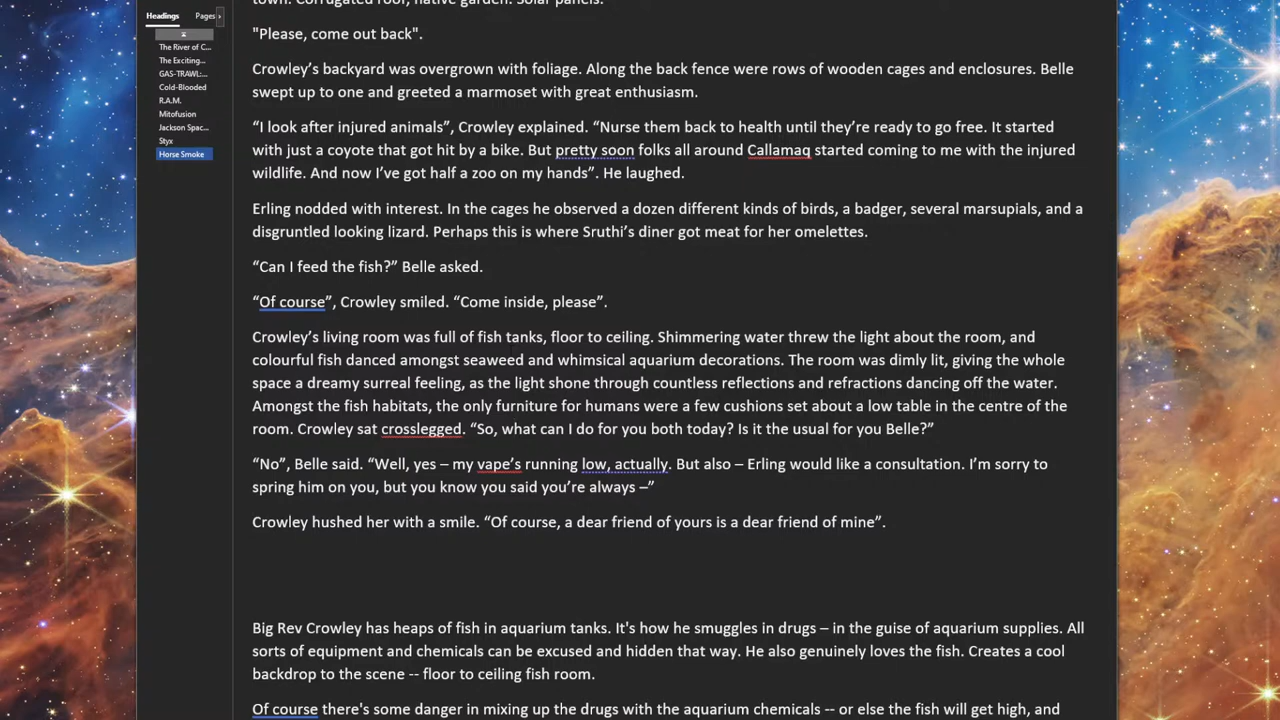 Headings
Pages
The River of C...
The Exciting...
GAS-TRAWL:...
Cold-Blooded
R.A.M.
Mitofusion
Jackson Spac...
Styx
Horse Smoke
town. Corrugated roof, native garden. Solar panels.
"Please, come out back".
Crowley’s backyard was overgrown with foliage. Along the back fence were rows of wooden cages and enclosures. Belle
swept up to one and greeted a marmoset with great enthusiasm.
“I look after injured animals”, Crowley explained. “Nurse them back to health until they’re ready to go free. It started
with just a coyote that got hit by a bike. But pretty soon folks all around Callamaq started coming to me with the injured
wildlife. And now I’ve got half a zoo on my hands”. He laughed.
Erling nodded with interest. In the cages he observed a dozen different kinds of birds, a badger, several marsupials, and a
disgruntled looking lizard. Perhaps this is where Sruthi’s diner got meat for her omelettes.
“Can I feed the fish?” Belle asked.
“Of course”, Crowley smiled. “Come inside, please”.
Crowley’s living room was full of fish tanks, floor to ceiling. Shimmering water threw the light about the room, and
colourful fish danced amongst seaweed and whimsical aquarium decorations. The room was dimly lit, giving the whole
space a dreamy surreal feeling, as the light shone through countless reflections and refractions dancing off the water.
Amongst the fish habitats, the only furniture for humans were a few cushions set about a low table in the centre of the
room. Crowley sat crosslegged. “So, what can I do for you both today? Is it the usual for you Belle?”
“No”, Belle said. “Well, yes – my vape’s running low, actually. But also – Erling would like a consultation. I’m sorry to
spring him on you, but you know you said you’re always –”
Crowley hushed her with a smile. “Of course, a dear friend of yours is a dear friend of mine”.
Big Rev Crowley has heaps of fish in aquarium tanks. It's how he smuggles in drugs – in the guise of aquarium supplies. All
sorts of equipment and chemicals can be excused and hidden that way. He also genuinely loves the fish. Creates a cool
backdrop to the scene -- floor to ceiling fish room.
Of course there's some danger in mixing up the drugs with the aquarium chemicals -- or else the fish will get high, and